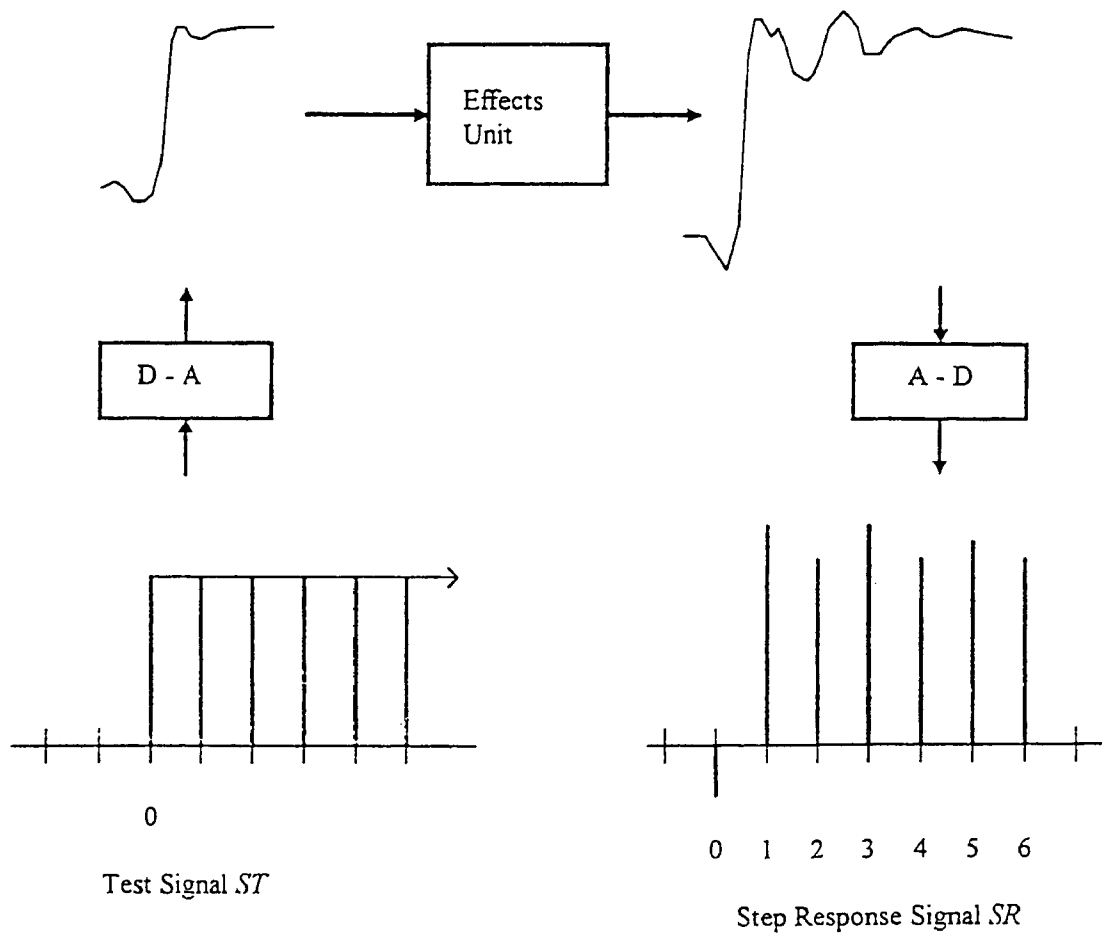 Effects
Unit
D - A
A - D
0
0 1 2 3 4 5 6
Test Signal ST
Step Response Signal SR